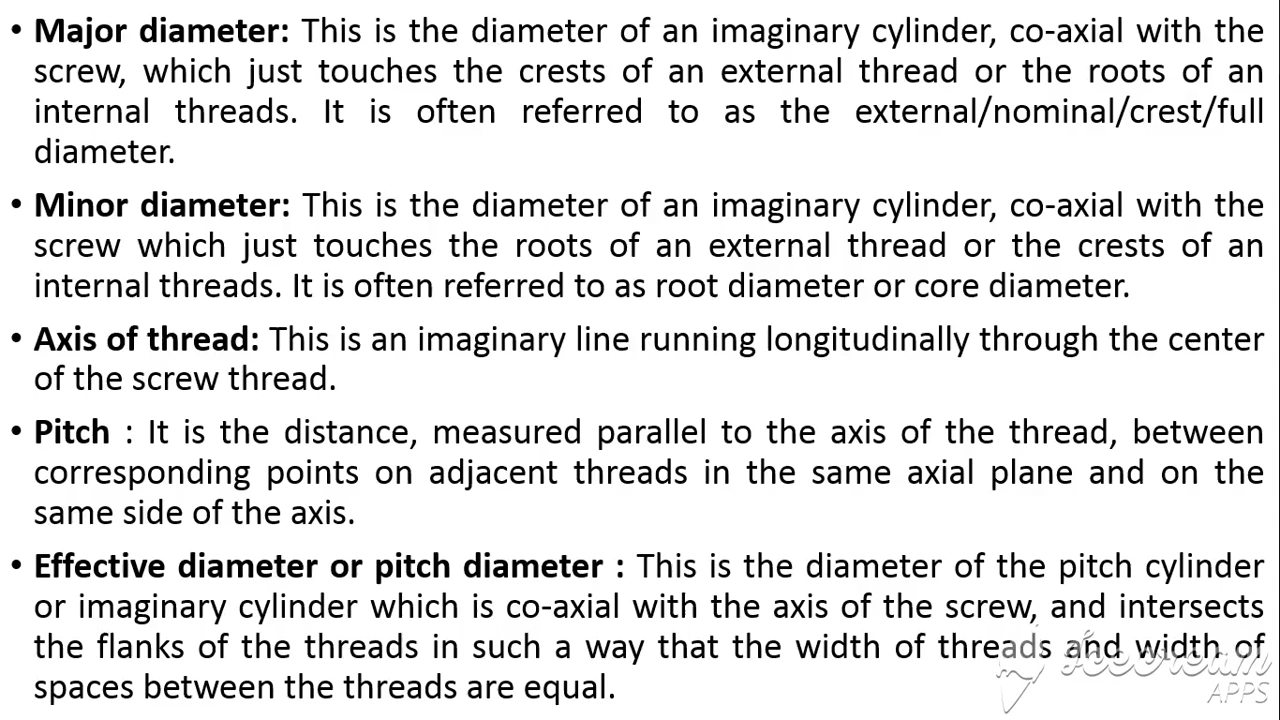 • Major diameter: This is the diameter of an imaginary cylinder, co-axial with the
screw, which just touches the crests of an external thread or the roots of an
internal threads. It is often referred to as the external/nominal/crest/full
diameter.
• Minor diameter: This is the diameter of an imaginary cylinder, co-axial with the
screw which just touches the roots of an external thread or the crests of an
internal threads. It is often referred to as root diameter or core diameter.
• Axis of thread: This is an imaginary line running longitudinally through the center
of the screw thread.
• Pitch : It is the distance, measured parallel to the axis of the thread, between
corresponding points on adjacent threads in the same axial plane and on the
same side of the axis.
• Effective diameter or pitch diameter : This is the diameter of the pitch cylinder
or imaginary cylinder which is co-axial with the axis of the screw, and intersects
the flanks of the threads in such a way that the width of threads and width of
spaces between the threads are equal.
Icecream
APPS